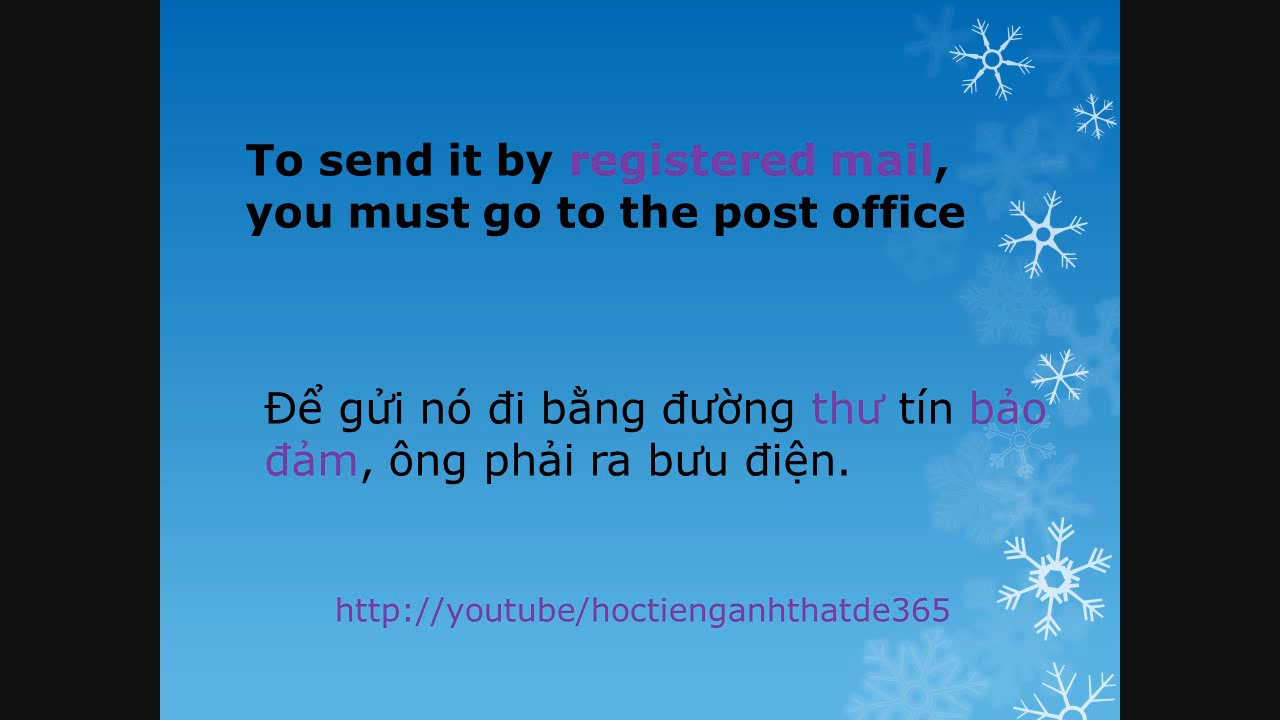 To send it by registered mail,
you must go to the post office
Để gửi nó đi bằng đường thư tín bảo
đảm, ông phải ra bưu điện.
http://youtube/hoctienganhthatde365